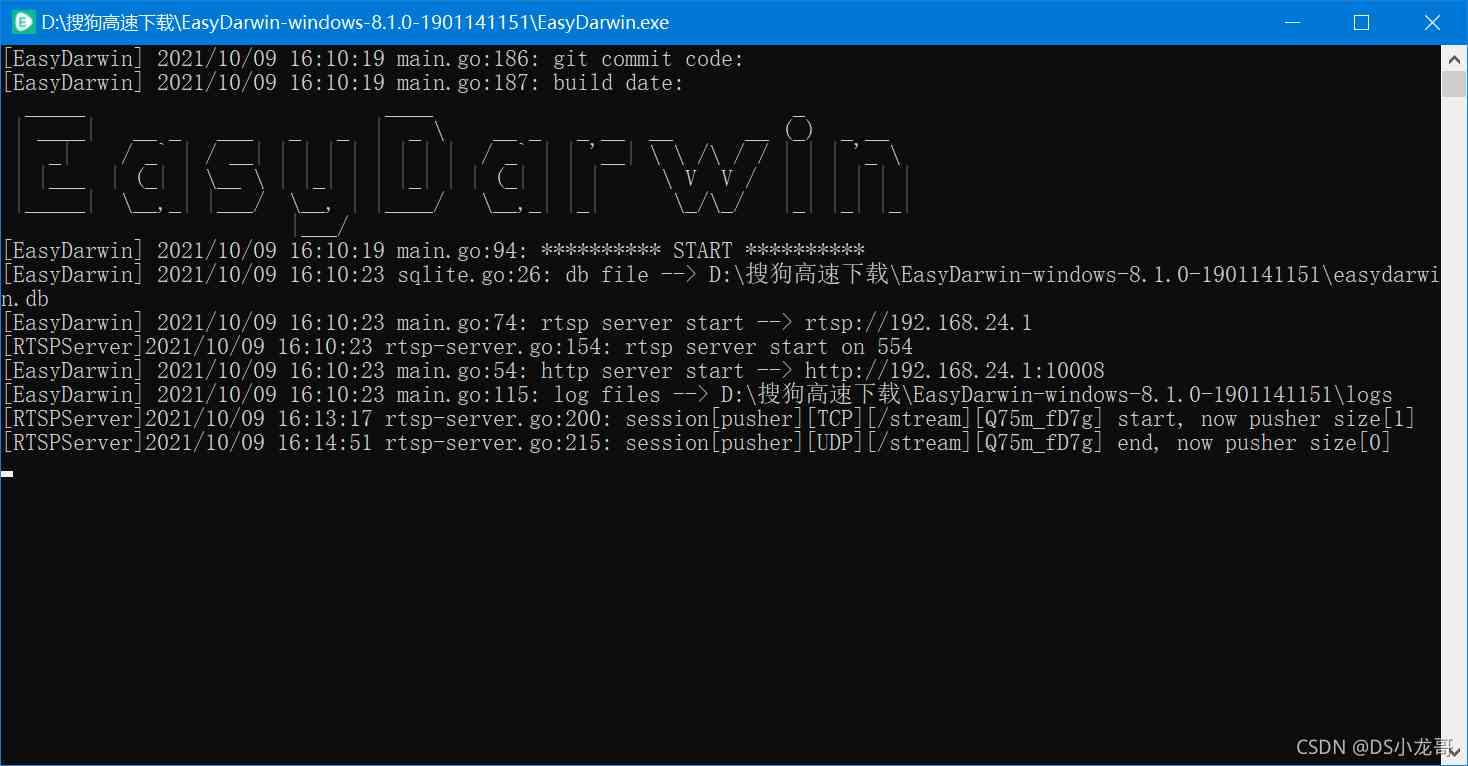 D:\搜狗高速下载\EasyDarwin-windows-8.1.0-1901141151\EasyDarwin.exe
[EasyDarwin] 2021/10/09 16:10:19 main.go:186: git commit code:
[EasyDarwin] 2021/10/09 16:10:19 main.go:187: build date:
EasyDarwin
[EasyDarwin] 2021/10/09 16:10:19 main.go:94: ********** START **********
[EasyDarwin] 2021/10/09 16:10:23 sqlite.go:26: db file --> D:\搜狗高速下载\EasyDarwin-windows-8.1.0-1901141151\easydarwi
n.db
[EasyDarwin] 2021/10/09 16:10:23 main.go:74: rtsp server start --> rtsp://192.168.24.1
[RTSPServer]2021/10/09 16:10:23 rtsp-server.go:154: rtsp server start on 554
[EasyDarwin] 2021/10/09 16:10:23 main.go:54: http server start --> http://192.168.24.1:10008
[EasyDarwin] 2021/10/09 16:10:23 main.go:115: log files --> D:\搜狗高速下载\EasyDarwin-windows-8.1.0-1901141151\logs
[RTSPServer]2021/10/09 16:13:17 rtsp-server.go:200: session[pusher][TCP][/stream][Q75m_fD7g] start, now pusher size[1]
[RTSPServer]2021/10/09 16:14:51 rtsp-server.go:215: session[pusher][UDP][/stream][Q75m_fD7g] end, now pusher size[0]
CSDN @DS小龙哥